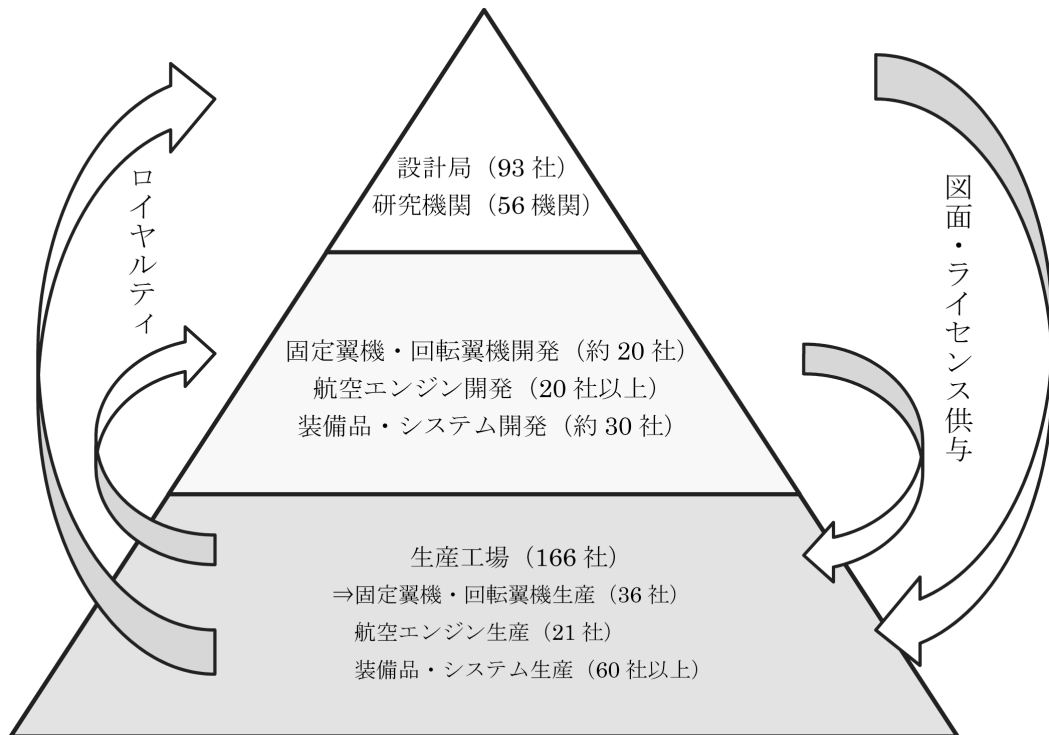 設計局（93 社）
研究機関（56 機関）
ロイヤルティ
図面・ライセンス供与
固定翼機・回転翼機開発（約 20 社）
航空エンジン開発（20 社以上）
装備品・システム開発（約 30 社）
生産工場（166 社）
⇒固定翼機・回転翼機生産（36 社）
航空エンジン生産（21 社）
装備品・システム生産（60 社以上）